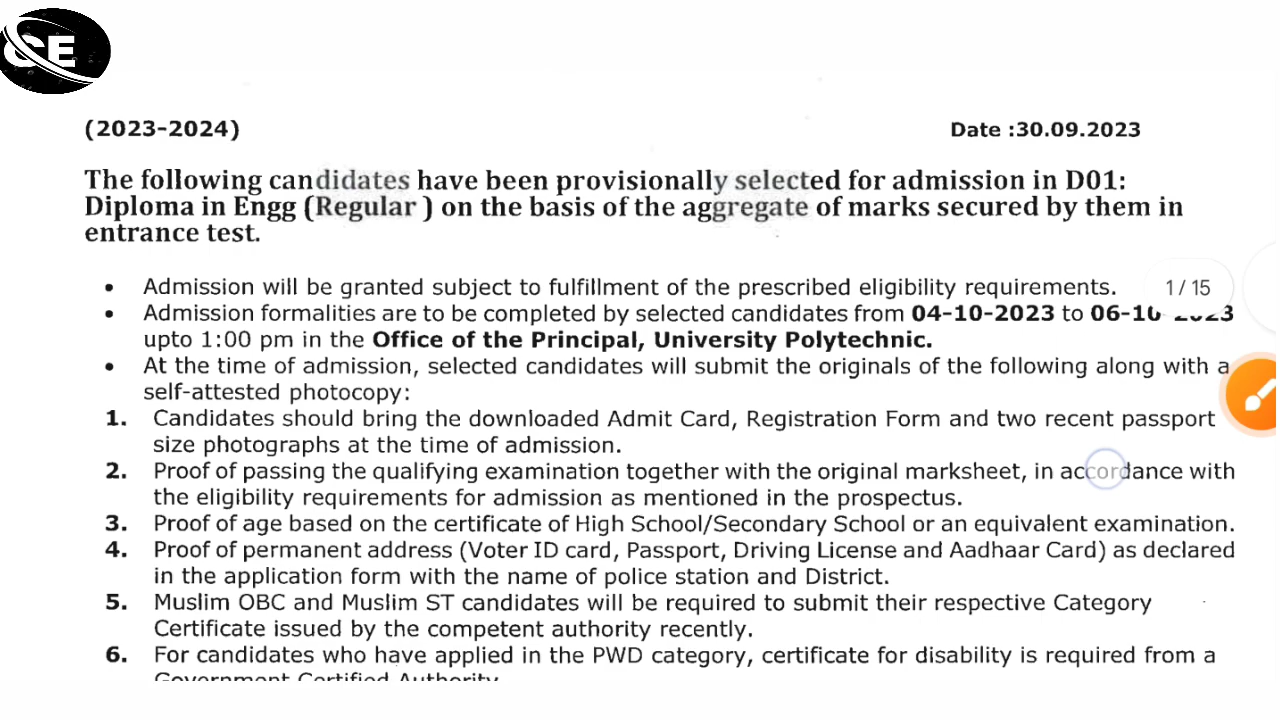 CE
(2023-2024) Date :30.09.2023
The following candidates have been provisionally selected for admission in D01:
Diploma in Engg (Regular ) on the basis of the aggregate of marks secured by them in
entrance test.
• Admission will be granted subject to fulfillment of the prescribed eligibility requirements. 1/15
• Admission formalities are to be completed by selected candidates from 04-10-2023 to 06-10-2023
upto 1:00 pm in the Office of the Principal, University Polytechnic.
• At the time of admission, selected candidates will submit the originals of the following along with a
self-attested photocopy:
1. Candidates should bring the downloaded Admit Card, Registration Form and two recent passport
size photographs at the time of admission.
2. Proof of passing the qualifying examination together with the original marksheet, in accordance with
the eligibility requirements for admission as mentioned in the prospectus.
3. Proof of age based on the certificate of High School/Secondary School or an equivalent examination.
4. Proof of permanent address (Voter ID card, Passport, Driving License and Aadhaar Card) as declared
in the application form with the name of police station and District.
5. Muslim OBC and Muslim ST candidates will be required to submit their respective Category
Certificate issued by the competent authority recently.
6. For candidates who have applied in the PWD category, certificate for disability is required from a
Government Certified Authority.